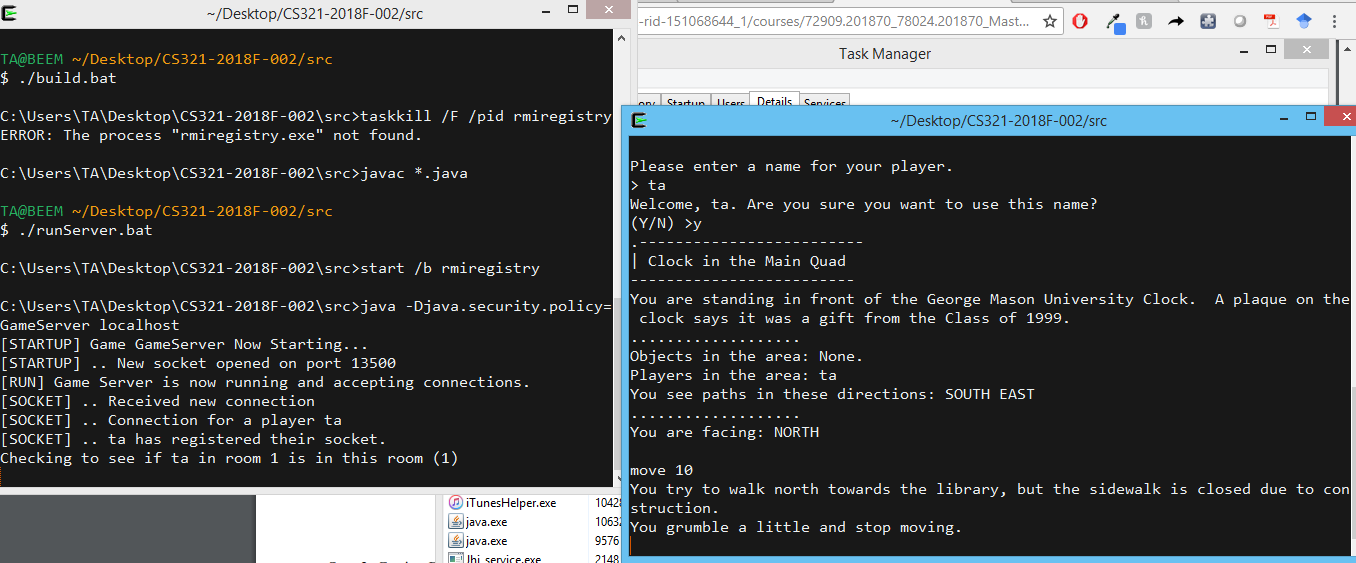 ~/Desktop/CS321-2018F-002/src
TA@BEEM ~/Desktop/CS321-2018F-002/src
$ ./build.bat
C:\Users\TA\Desktop\CS321-2018F-002\src>taskkill /F /pid rmiregistry
ERROR: The process "rmiregistry.exe" not found.
C:\Users\TA\Desktop\CS321-2018F-002\src>javac *.java
TA@BEEM ~/Desktop/CS321-2018F-002/src
$ ./runServer.bat
C:\Users\TA\Desktop\CS321-2018F-002\src>start /b rmiregistry
C:\Users\TA\Desktop\CS321-2018F-002\src>java -Djava.security.policy=
GameServer localhost
[STARTUP] Game GameServer Now Starting...
[STARTUP] .. New socket opened on port 13500
[RUN] Game Server is now running and accepting connections.
[SOCKET] .. Received new connection
[SOCKET] .. Connection for a player ta
[SOCKET] .. ta has registered their socket.
Checking to see if ta in room 1 is in this room (1)
-rid-151068644_1/courses/72909.201870_78024.201870_Mast...
Task Manager
ory Startup Users Details Services
~/Desktop/CS321-2018F-002/src
Please enter a name for your player.
> ta
Welcome, ta. Are you sure you want to use this name?
(Y/N) >y
.-------------------------
| Clock in the Main Quad
-------------------------
You are standing in front of the George Mason University Clock.  A plaque on the
 clock says it was a gift from the Class of 1999.
...................
Objects in the area: None.
Players in the area: ta
You see paths in these directions: SOUTH EAST
...................
You are facing: NORTH
move 10
You try to walk north towards the library, but the sidewalk is closed due to con
struction.
You grumble a little and stop moving.
iTunesHelper.exe 10428
java.exe 10632
java.exe 9576
jhi_service.exe 2148